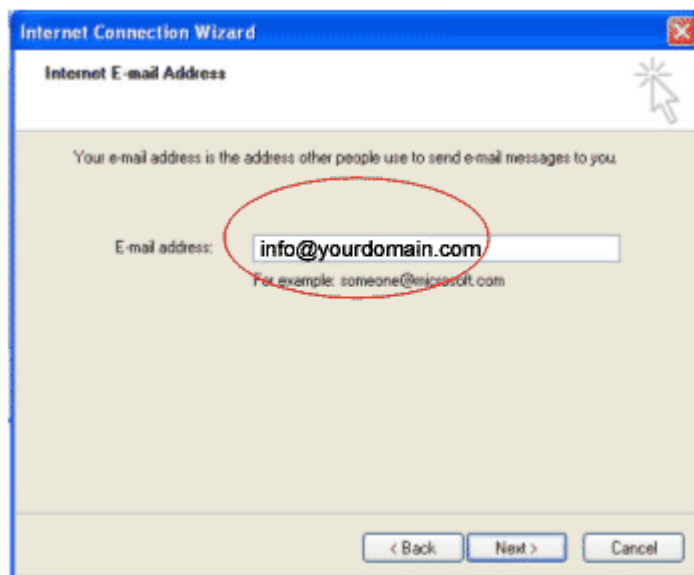 Internet Connection Wizard
Internet E-mail Address
Your e-mail address is the address other people use to send e-mail messages to you.
E-mail address: info@yourdomain.com
For example: someone@microsoft.com
< Back Next > Cancel